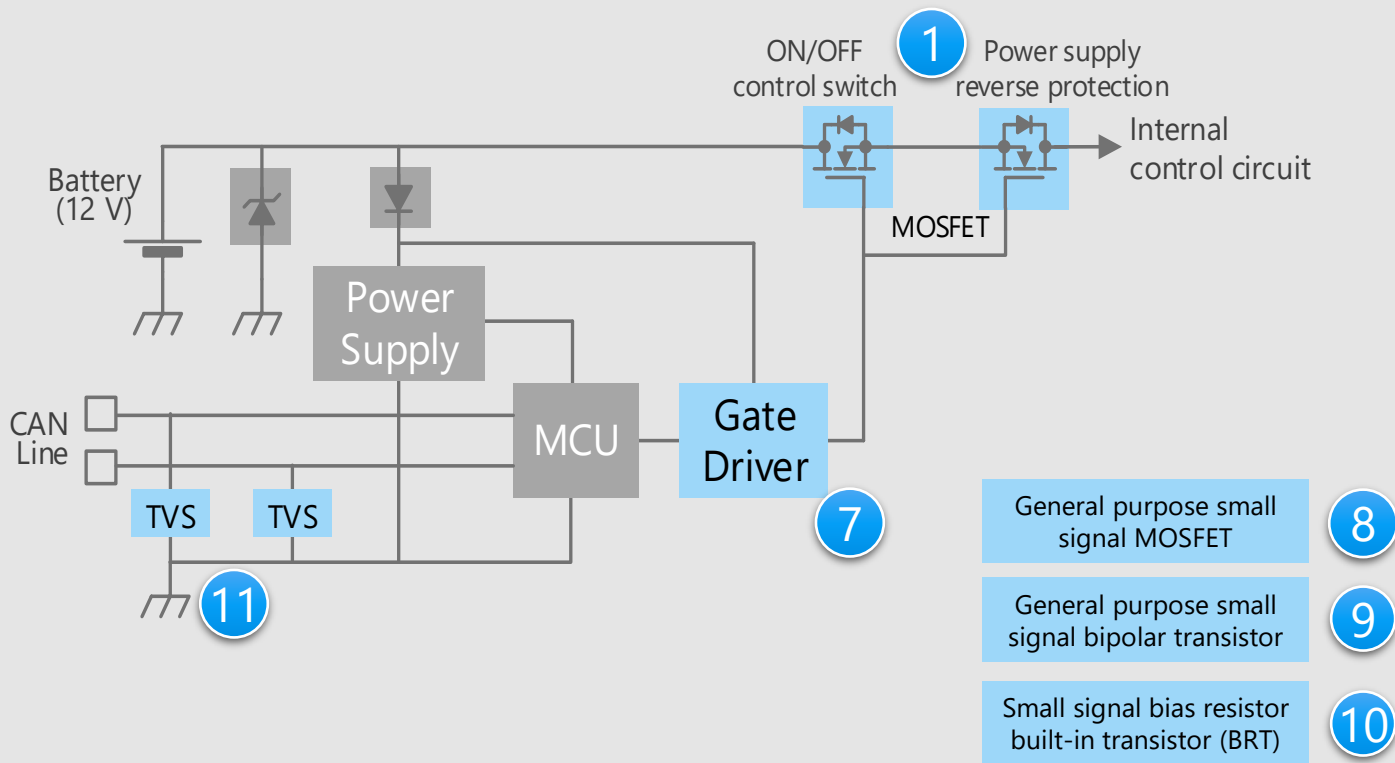 1
ON/OFF
control switch
Power supply
reverse protection
Internal
control circuit
Battery
(12 V)
MOSFET
Power
Supply
CAN
Line
MCU
Gate
Driver
TVS
TVS
7
11
General purpose small
signal MOSFET
8
General purpose small
signal bipolar transistor
9
Small signal bias resistor
built-in transistor (BRT)
10